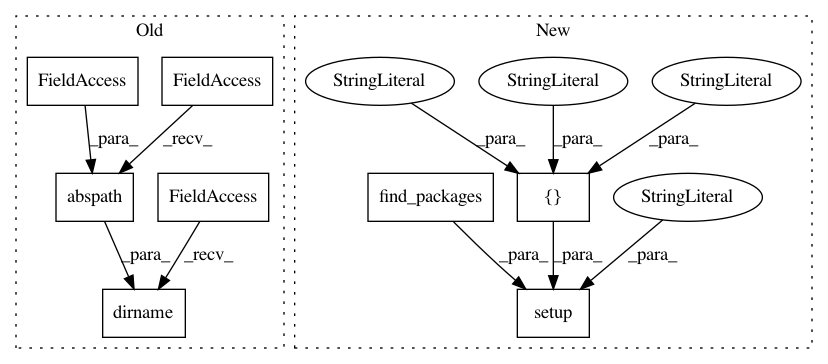 Old
New
FieldAccess
FieldAccess
StringLiteral
StringLiteral
StringLiteral
_para_
_recv_
_para_
_para_
_para_
abspath
FieldAccess
find_packages
{}
StringLiteral
_para_
_recv_
_para_
_para_
_para_
dirname
setup